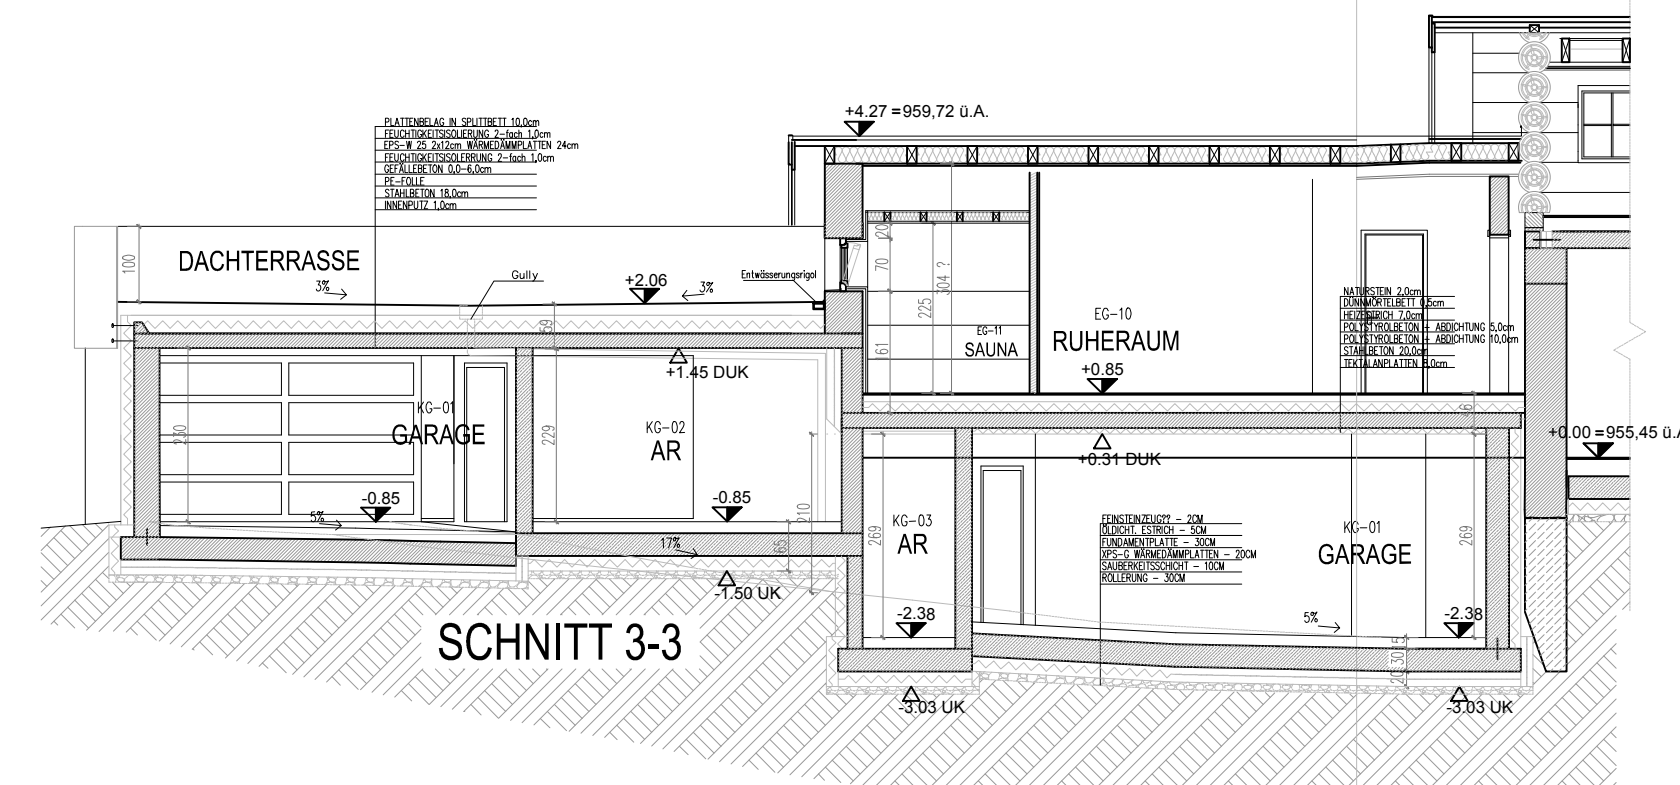 +4.27 = 959,72 ü.A.
PLATTENBELAG IN SPLITTBETT 10,0cm
FEUCHTIGKEITSISOLIERUNG 2-fach 1,0cm
EPS-W 25 2x12cm WÄRMEDÄMMPLATTEN 24cm
FEUCHTIGKEITSISOLERRUNG 2-fach 1,0cm
GEFÄLLEBETON 0,0-6,0cm
PE-FOLLE
STAHLBETON 18,0cm
INNENPUTZ 1,0cm
100
DACHTERRASSE
3%
Gully
+2.06
3%
Entwässerungsrigol
20
70
304 ?
225
61
EG-11
SAUNA
EG-10
RUHERAUM
+0.85
NATURSTEIN 2,0cm
DÜNNMÖRTELBETT 0,5cm
HEIZESTRICH 7,0cm
POLYSTYROLBETON + ABDICHTUNG 5,0cm
POLYSTYROLBETON + ABDICHTUNG 10,0cm
STAHLBETON 20,0cm
TEKTALANPLATTEN 8,0cm
59
+1.45 DUK
KG-01
GARAGE
230
229
KG-02
AR
46
+0.00 = 955,45 ü.A
+0.31 DUK
-0.85
5%
-0.85
210
65
17%
-1.50 UK
269
KG-03
AR
FEINSTEINZEUG?? - 2CM
ÖLDICHT. ESTRICH - 5CM
FUNDAMENTPLATTE - 30CM
XPS-G WÄRMEDÄMMPLATTEN - 20CM
SAUBERKEITSSCHICHT - 10CM
ROLLERUNG - 30CM
KG-01
GARAGE
269
-2.38
5%
-2.38
SCHNITT 3-3
20 30 15
-3.03 UK
-3.03 UK